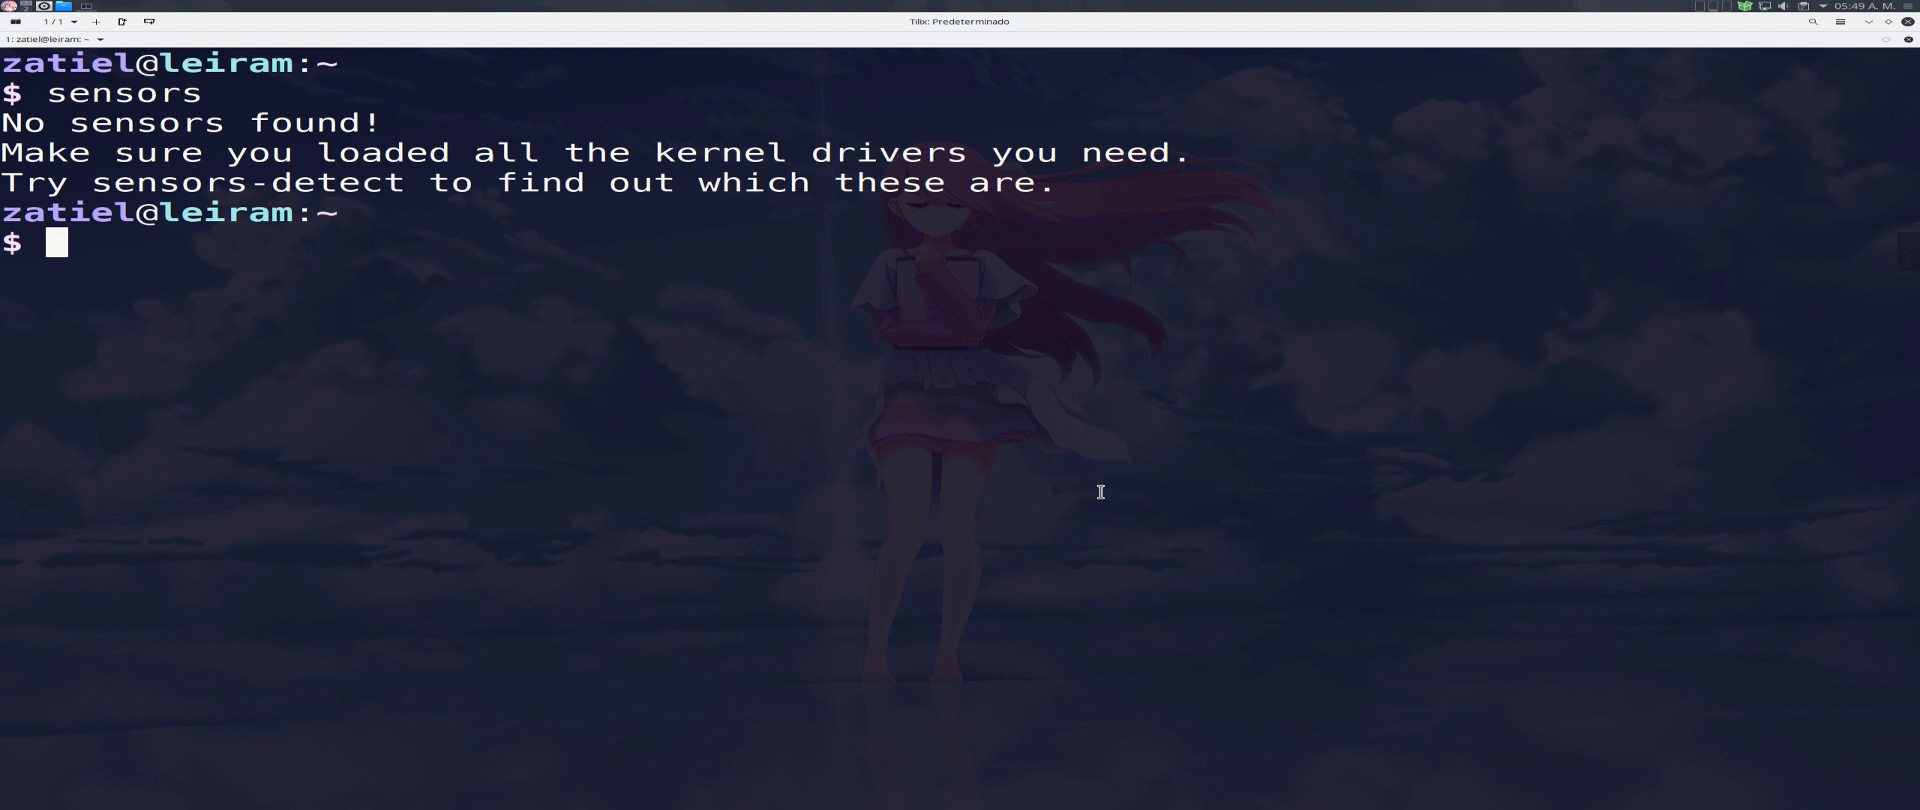 1 / 1
Tilix: Predeterminado
05:49 A. M.
1: zatiel@leiram: ~
zatiel@leiram:~
$ sensors
No sensors found!
Make sure you loaded all the kernel drivers you need.
Try sensors-detect to find out which these are.
zatiel@leiram:~
$